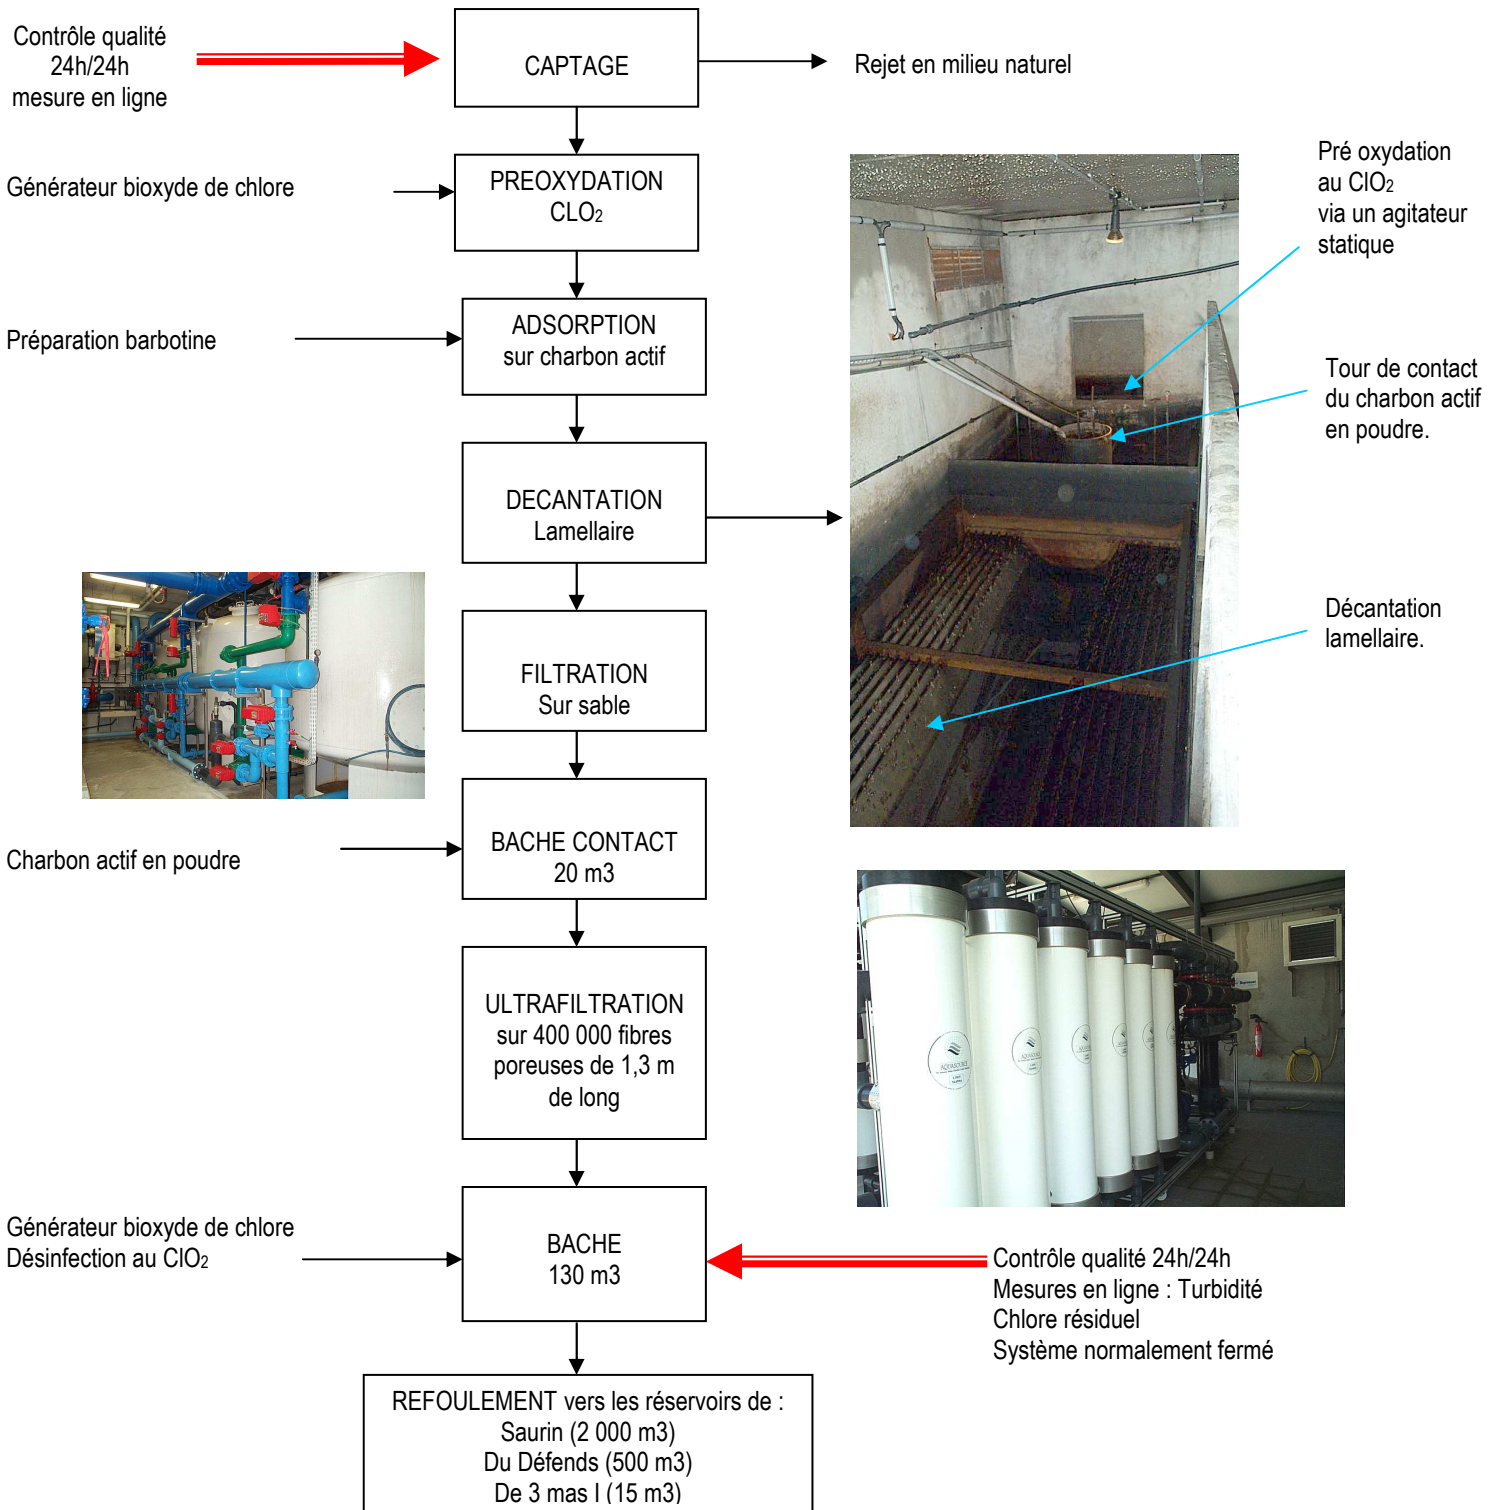 Contrôle qualité
24h/24h
mesure en ligne
CAPTAGE
Rejet en milieu naturel
Générateur bioxyde de chlore
PREOXYDATION
CLO2
Pré oxydation
au ClO2
via un agitateur
statique
Préparation barbotine
ADSORPTION
sur charbon actif
Tour de contact
du charbon actif
en poudre.
DECANTATION
Lamellaire
Décantation
lamellaire.
FILTRATION
Sur sable
Charbon actif en poudre
BACHE CONTACT
20 m3
ULTRAFILTRATION
sur 400 000 fibres
poreuses de 1,3 m
de long
AQUASOURCE
Générateur bioxyde de chlore
Désinfection au ClO2
BACHE
130 m3
Contrôle qualité 24h/24h
Mesures en ligne : Turbidité
Chlore résiduel
Système normalement fermé
REFOULEMENT vers les réservoirs de :
Saurin (2 000 m3)
Du Défends (500 m3)
De 3 mas I (15 m3)